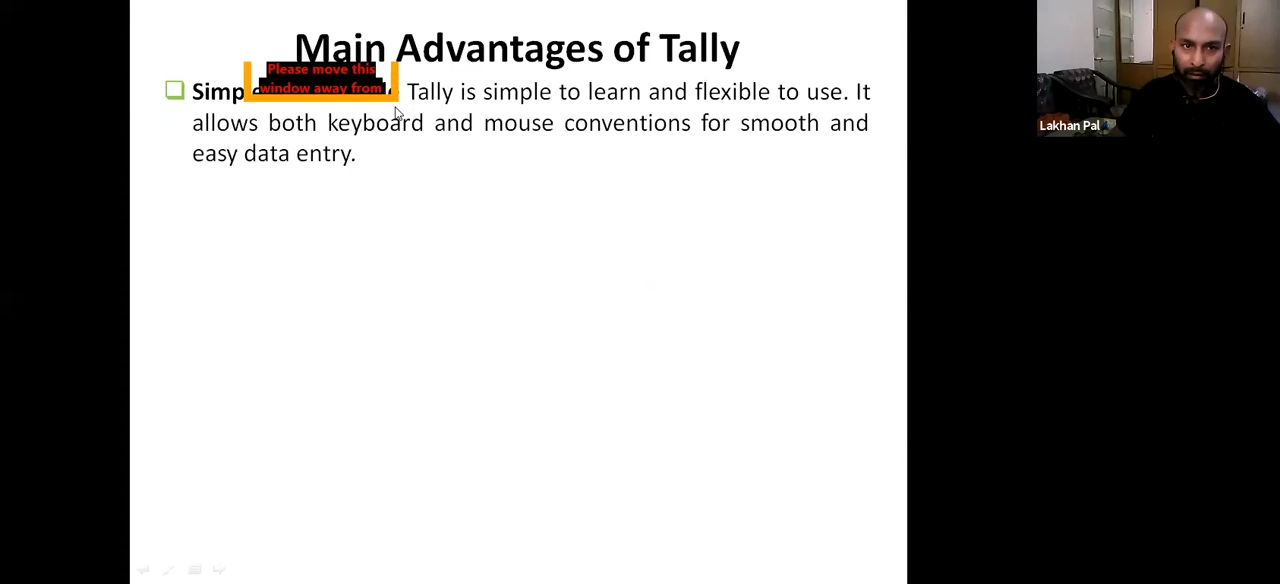 Main Advantages of Tally
Please move this
window away from
Tally is simple to learn and flexible to use. It
allows both keyboard and mouse conventions for smooth and
easy data entry.
Lakhan Pal